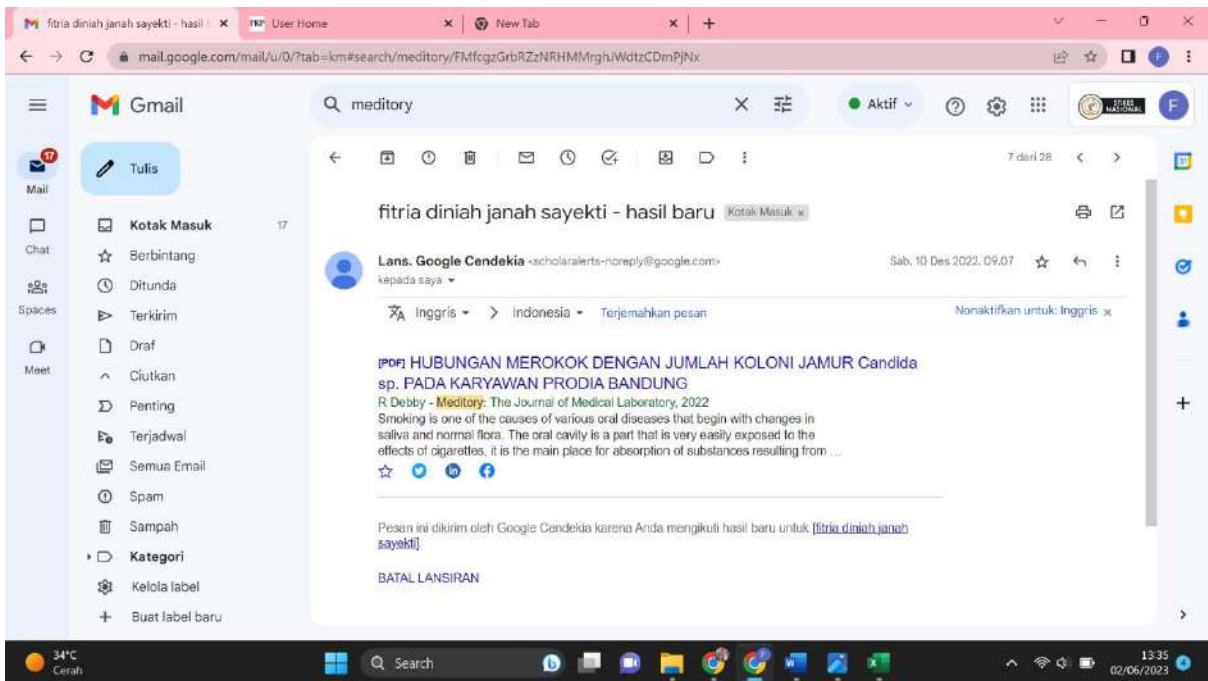 fitria diniah janah sayekti - hasil
User Home
New Tab
mail.google.com/mail/u/0/?tab=km#search/meditory/FMfcgzGrbRZzNRHMMrghJWdtzCDmPjNx
Gmail
meditory
Aktif
STIKES NASIONAL
F
17
Mail
Chat
Spaces
Meet
Tulis
Kotak Masuk 17
Berbintang
Ditunda
Terkirim
Draf
Ciutkan
Penting
Terjadwal
Semua Email
Spam
Sampah
Kategori
Kelola label
Buat label baru
7 dari 28
fitria diniah janah sayekti - hasil baru Kotak Masuk x
Lans. Google Cendekia <scholaralerts-noreply@google.com> Sab, 10 Des 2022, 09.07
kepada saya
Inggris > Indonesia Terjemahkan pesan Nonaktifkan untuk: Inggris x
[PDF] HUBUNGAN MEROKOK DENGAN JUMLAH KOLONI JAMUR Candida
sp. PADA KARYAWAN PRODIA BANDUNG
R Debby - Meditory: The Journal of Medical Laboratory, 2022
Smoking is one of the causes of various oral diseases that begin with changes in
saliva and normal flora. The oral cavity is a part that is very easily exposed to the
effects of cigarettes, it is the main place for absorption of substances resulting from ...
Pesan ini dikirim oleh Google Cendekia karena Anda mengikuti hasil baru untuk [fitria diniah janah
sayekti].
BATAL LANSIRAN
34°C
Cerah
Search
13:35
02/06/2023